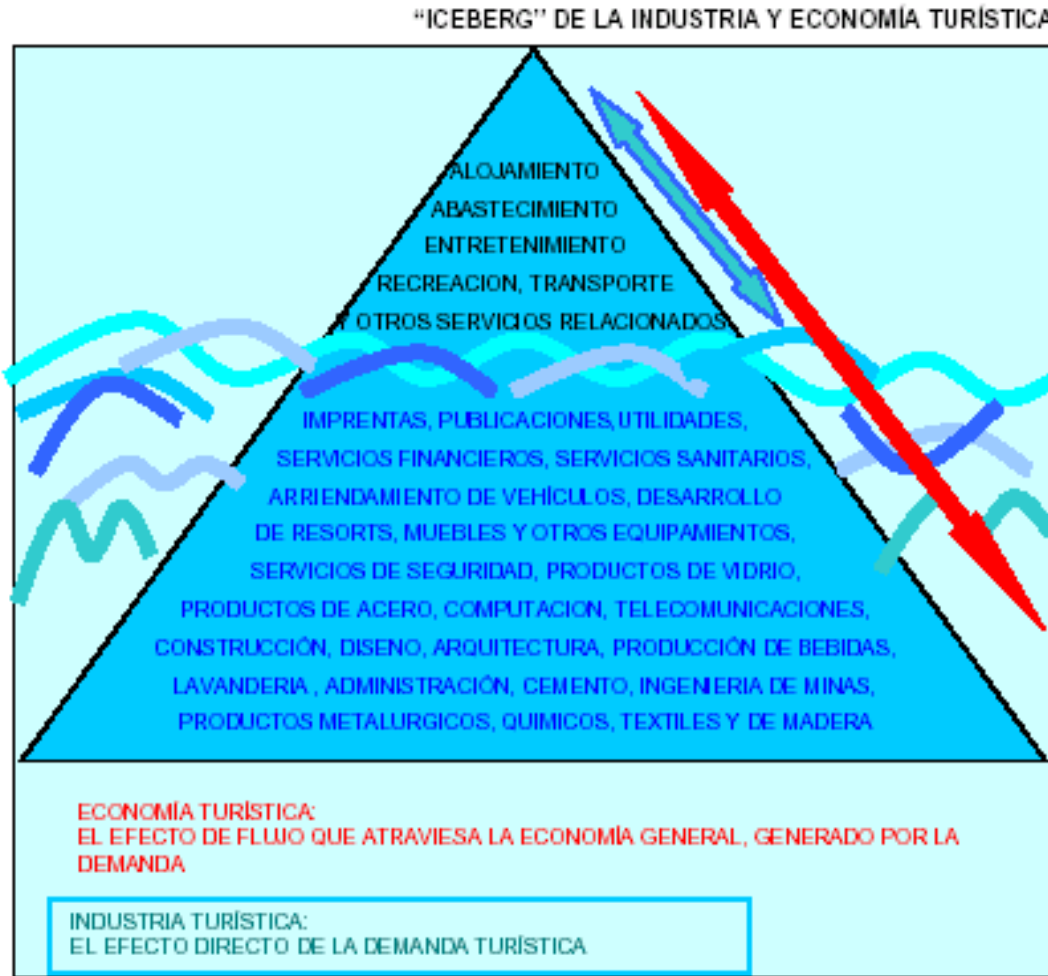 “ICEBERG” DE LA INDUSTRIA Y ECONOMÍA TURÍSTICA
ALOJAMIENTO
ABASTECIMIENTO
ENTRETENIMIENTO
RECREACION, TRANSPORTE
Y OTROS SERVICIOS RELACIONADOS
IMPRENTAS, PUBLICACIONES, UTILIDADES,
SERVICIOS FINANCIEROS, SERVICIOS SANITARIOS,
ARRIENDAMIENTO DE VEHÍCULOS, DESARROLLO
DE RESORTS, MUEBLES Y OTROS EQUIPAMIENTOS,
SERVICIOS DE SEGURIDAD, PRODUCTOS DE VIDRIO,
PRODUCTOS DE ACERO, COMPUTACION, TELECOMUNICACIONES,
CONSTRUCCIÓN, DISENO, ARQUITECTURA, PRODUCCIÓN DE BEBIDAS,
LAVANDERIA , ADMINISTRACIÓN, CEMENTO, INGENIERIA DE MINAS,
PRODUCTOS METALURGICOS, QUIMICOS, TEXTILES Y DE MADERA
ECONOMÍA TURÍSTICA:
EL EFECTO DE FLUJO QUE ATRAVIESA LA ECONOMÍA GENERAL, GENERADO POR LA
DEMANDA
INDUSTRIA TURÍSTICA:
EL EFECTO DIRECTO DE LA DEMANDA TURÍSTICA